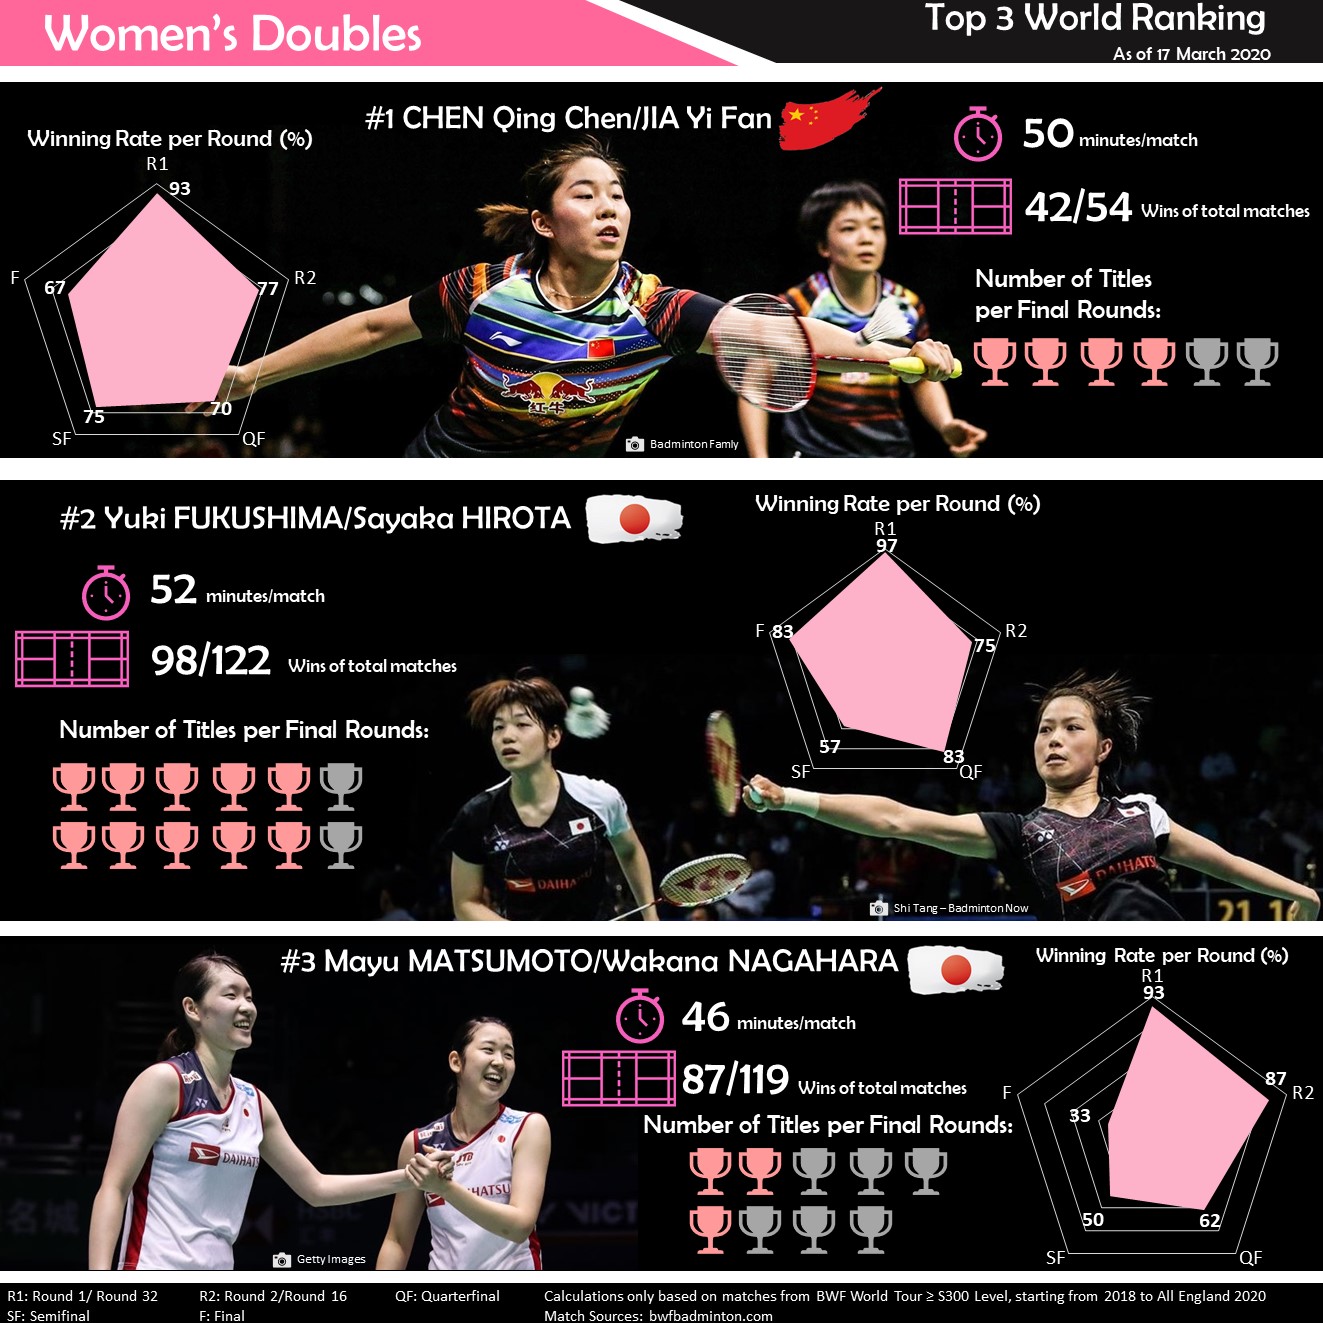 Women's Doubles
Top 3 World Ranking
As of 17 March 2020
#1 CHEN Qing Chen/JIA Yi Fan
Winning Rate per Round (%)
R1
93
F
67
77
R2
75
70
SF
QF
50 minutes/match
42/54 Wins of total matches
Number of Titles
per Final Rounds:
红牛
Badminton Famly
#2 Yuki FUKUSHIMA/Sayaka HIROTA
52 minutes/match
98/122 Wins of total matches
Number of Titles per Final Rounds:
Winning Rate per Round (%)
R1
97
F 83
R2
75
57
83
SF
QF
DAIHATSU
DAIHATSU
Shi Tang – Badminton Now
#3 Mayu MATSUMOTO/Wakana NAGAHARA
46 minutes/match
87/119 Wins of total matches
Number of Titles per Final Rounds:
Winning Rate per Round (%)
R1
93
87
F
R2
33
50
62
SF
QF
DAIHATSU
JTB
DAIHATSU
VICT
Getty Images
R1: Round 1/ Round 32
R2: Round 2/Round 16
QF: Quarterfinal
Calculations only based on matches from BWF World Tour ≥ S300 Level, starting from 2018 to All England 2020
SF: Semifinal
F: Final
Match Sources: bwfbadminton.com